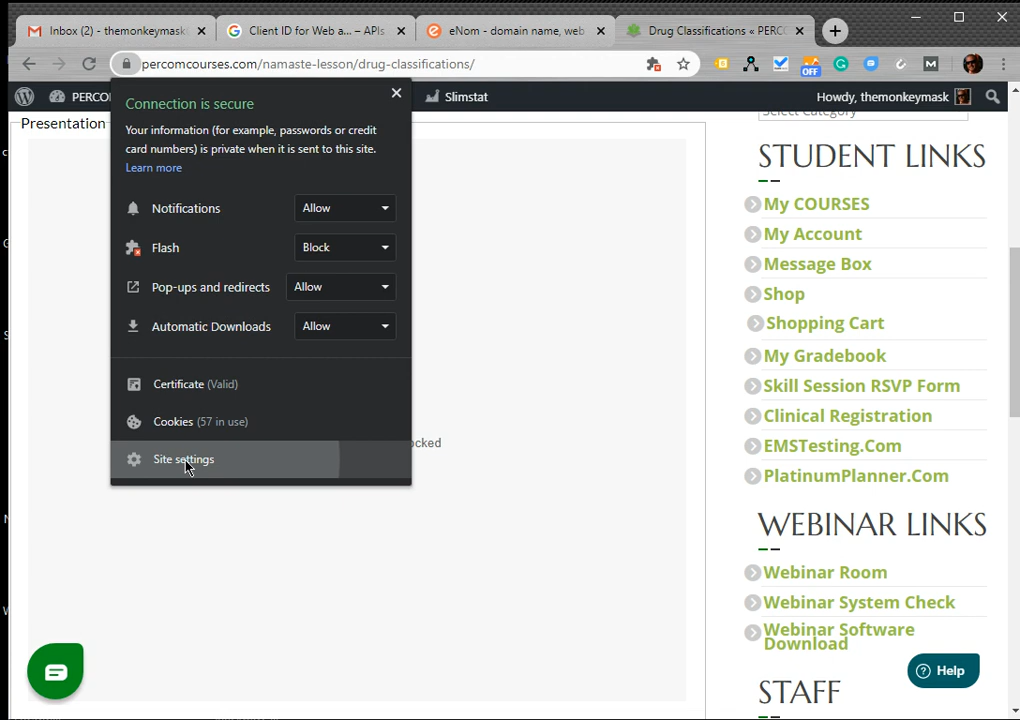 Inbox (2) - themonkeymask
Client ID for Web a... – APIs
eNom - domain name, web
Drug Classifications « PERC
percomcourses.com/namaste-lesson/drug-classifications/
OFF
PERCO
Slimstat
Howdy, themonkeymask
Connection is secure
Your information (for example, passwords or credit
card numbers) is private when it is sent to this site.
Learn more
Notifications Allow
Flash Block
Pop-ups and redirects Allow
Automatic Downloads Allow
Certificate (Valid)
Cookies (57 in use)
Site settings
Presentation
ocked
Select Category
STUDENT LINKS
My COURSES
My Account
Message Box
Shop
Shopping Cart
My Gradebook
Skill Session RSVP Form
Clinical Registration
EMSTesting.Com
PlatinumPlanner.Com
WEBINAR LINKS
Webinar Room
Webinar System Check
Webinar Software
Download
Help
STAFF